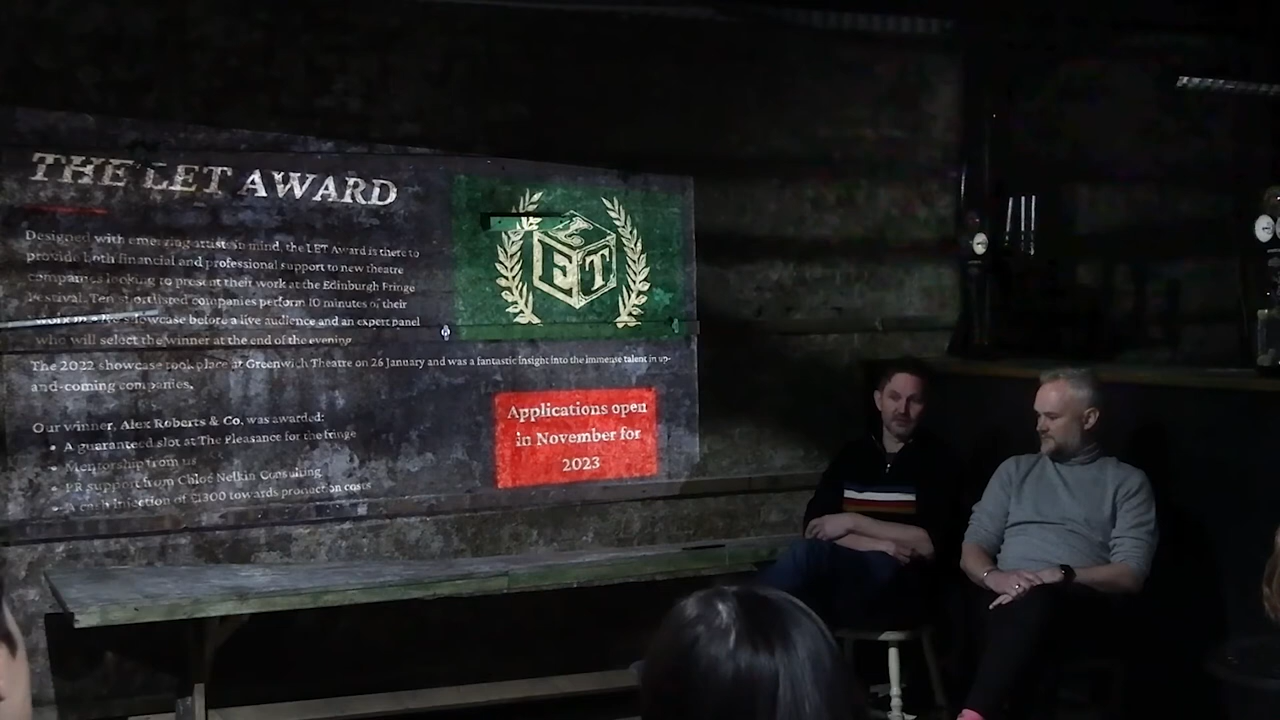 THE LET AWARD
Designed with emerging artists in mind, the LET Award is there to
provide both financial and professional support to new theatre
companies looking to present their work at the Edinburgh Fringe
Festival. Ten shortlisted companies perform 10 minutes of their
work in a live showcase before a live audience and an expert panel
who will select the winner at the end of the evening.
The 2022 showcase took place at Greenwich Theatre on 26 January and was a fantastic insight into the immense talent in up-
and-coming companies.
Our winner, Alex Roberts & Co, was awarded:
• A guaranteed slot at The Pleasance for the fringe
• Mentorship from us
• PR support from Chloé Nelkin Consulting
• A cash injection of £1300 towards production costs
L
E T
Applications open
in November for
2023